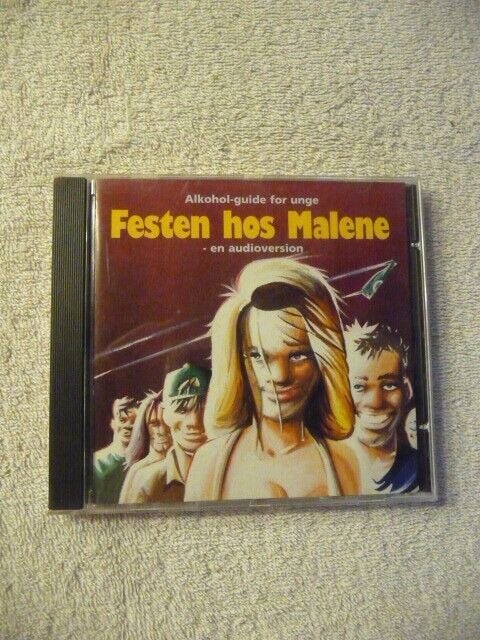 Alkohol-guide for unge
Festen hos Malene
- en audioversion